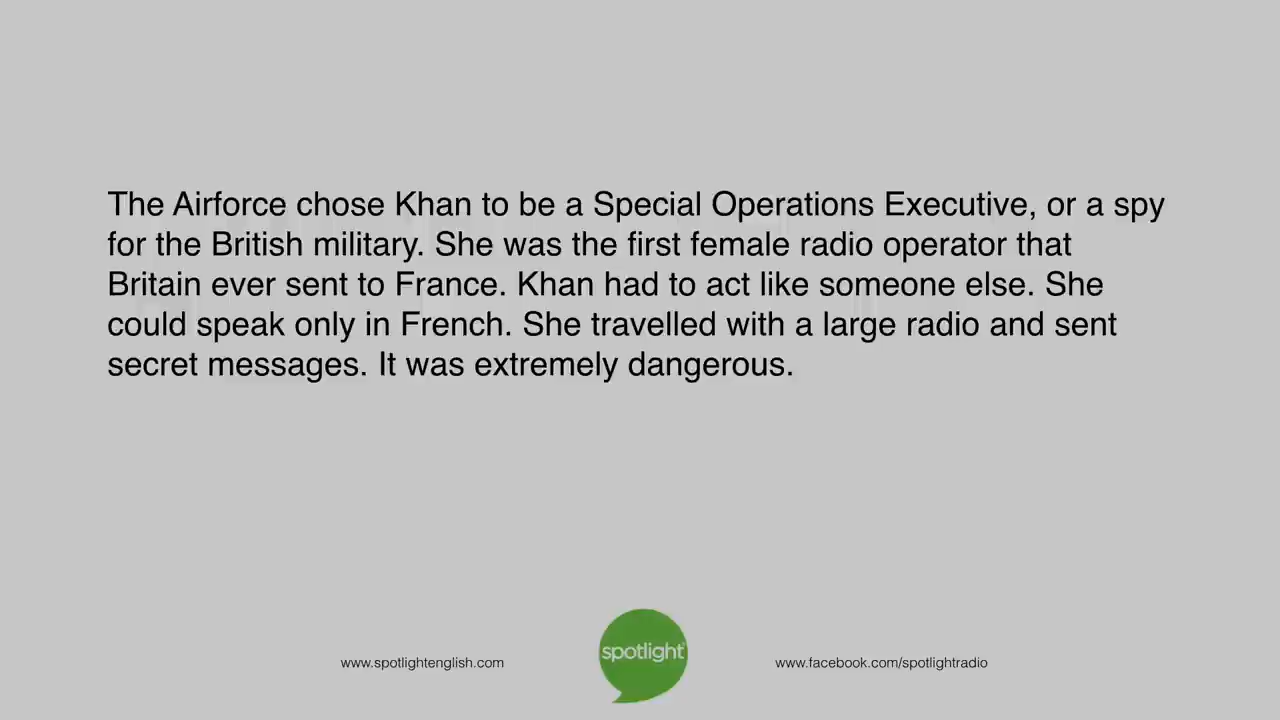 The Airforce chose Khan to be a Special Operations Executive, or a spy
for the British military. She was the first female radio operator that
Britain ever sent to France. Khan had to act like someone else. She
could speak only in French. She travelled with a large radio and sent
secret messages. It was extremely dangerous.
www.spotlightenglish.com
spotlight
www.facebook.com/spotlightradio